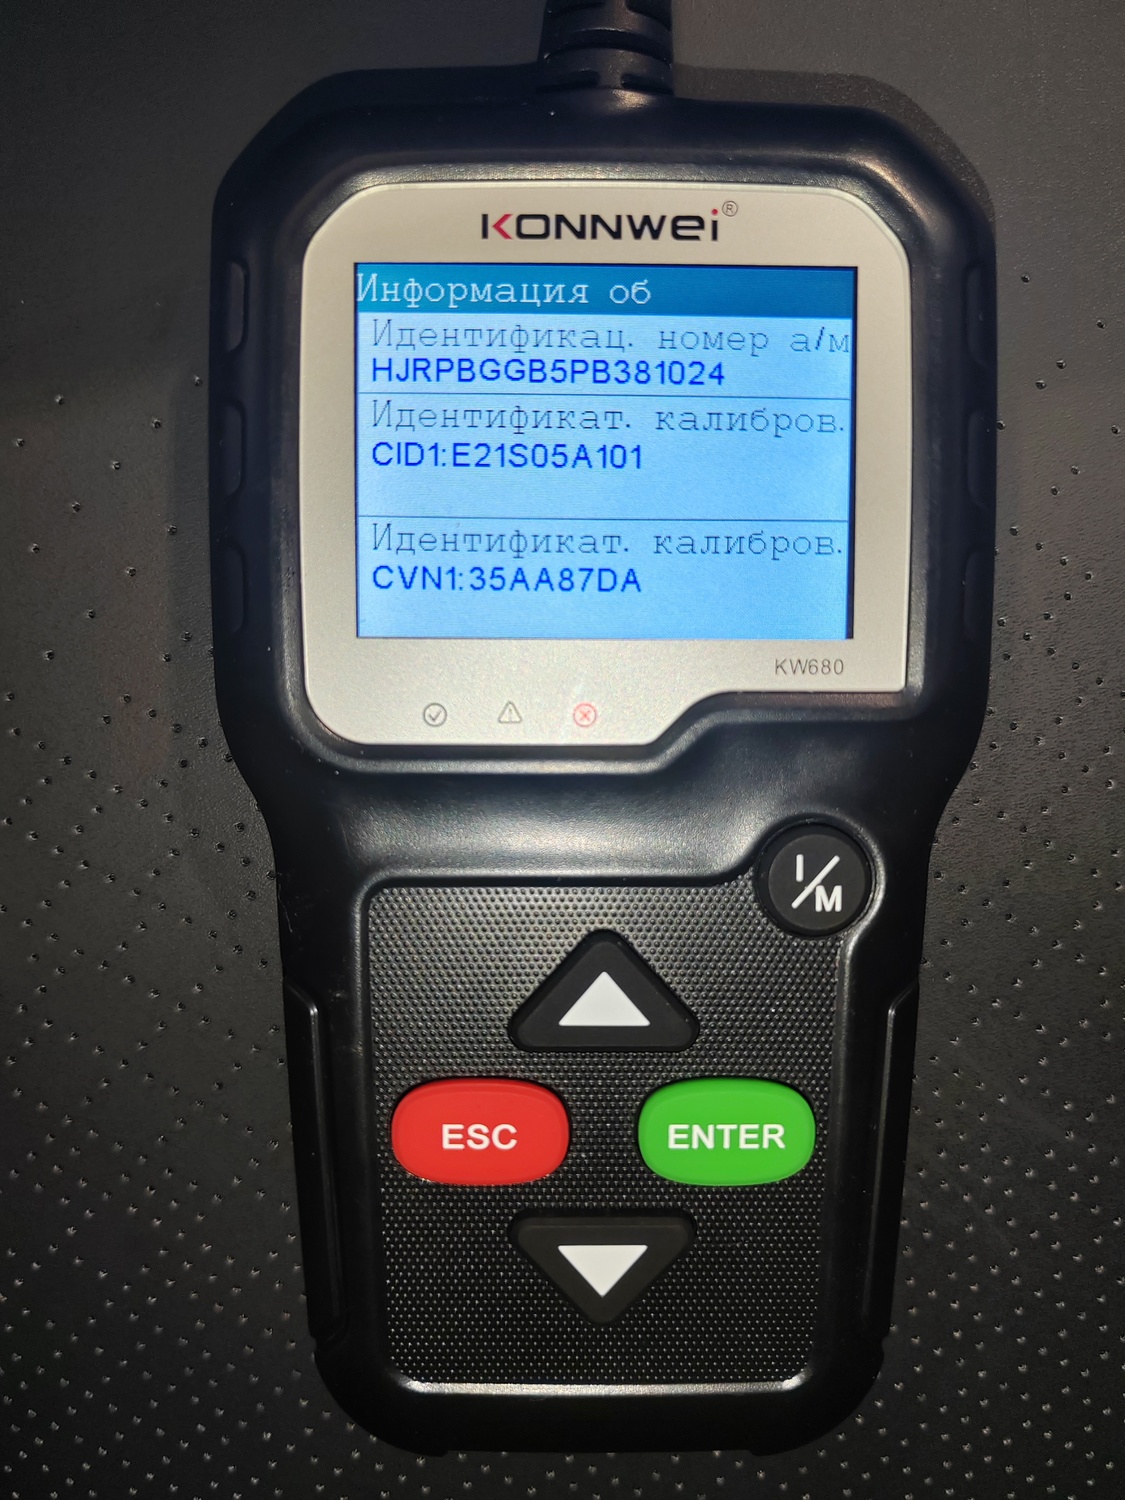 KONNWEI®
Информация об
Идентификац. номер а/м
HJRPBGGB5PB381024
Идентификат. калибров.
CID1:E21S05A101
Идентификат. калибров.
CVN1:35AA87DA
KW680
I/M
ESC
ENTER